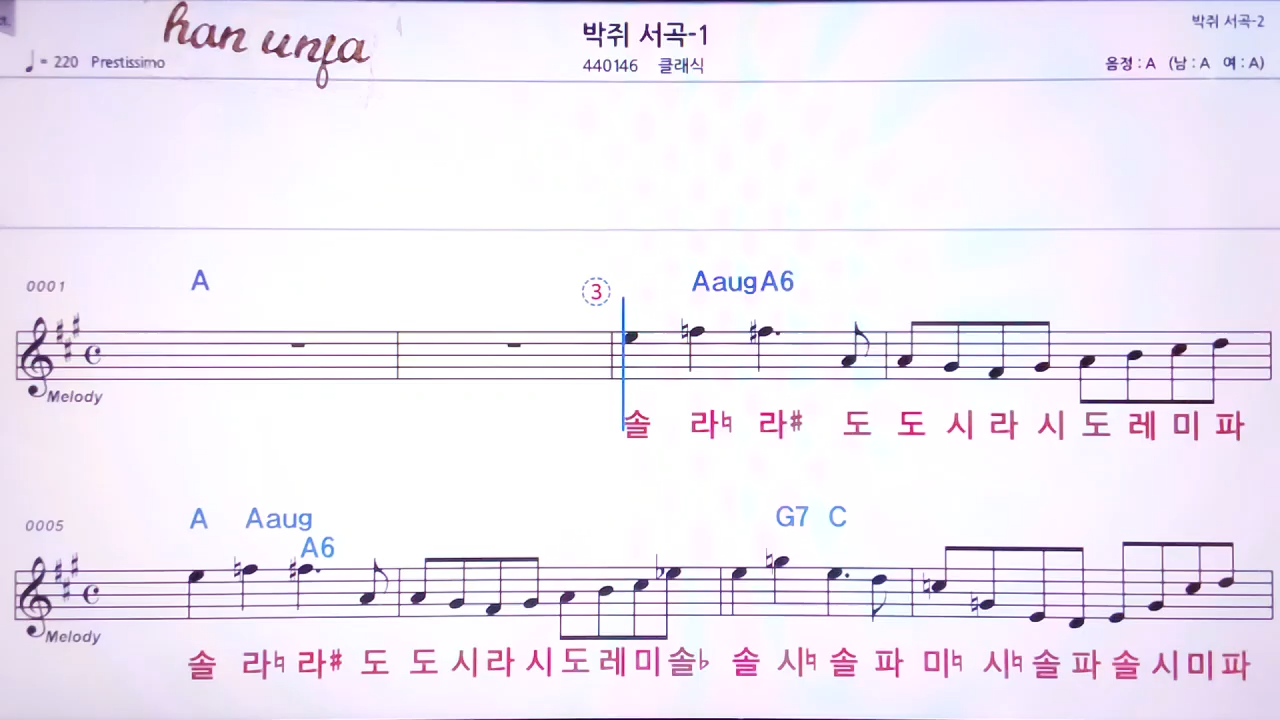 han unja
박쥐 서곡-1
박쥐 서곡-2
♩= 220 Prestissimo
440146 클래식
음정 : A (남 : A 여 : A)
0001
A
③
Aaug A6
Melody
솔 라♮ 라# 도 도 시 라 시 도 레 미 파
0005
A Aaug
A6
G7 C
Melody
솔 라♮ 라# 도 도 시 라 시 도 레 미 솔♭ 솔 시♮ 솔 파 미♮ 시♮ 솔 파 솔 시 미 파